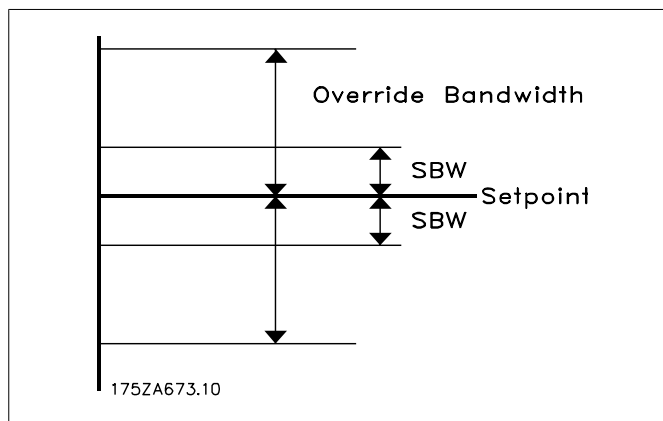 Override Bandwidth
SBW
Setpoint
SBW
175ZA673.10